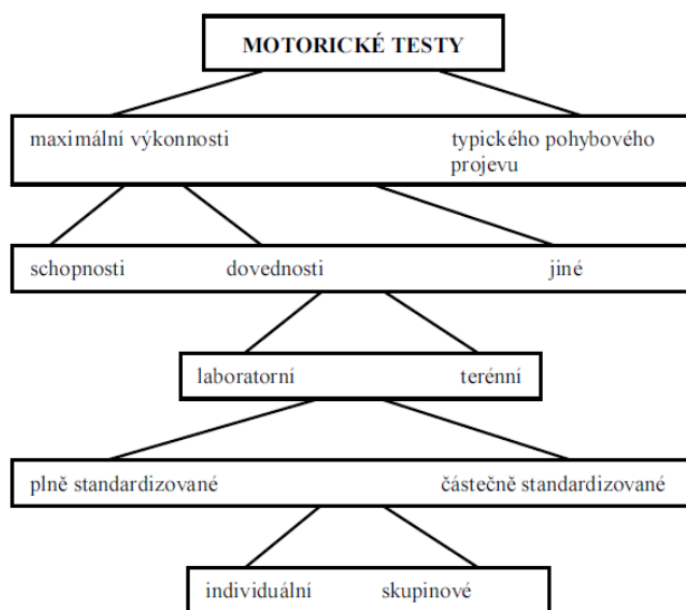 MOTORICKÉ TESTY
maximální výkonnosti typického pohybového
projevu
schopnosti dovednosti jiné
laboratorní terénní
plně standardizované částečně standardizované
individuální skupinové